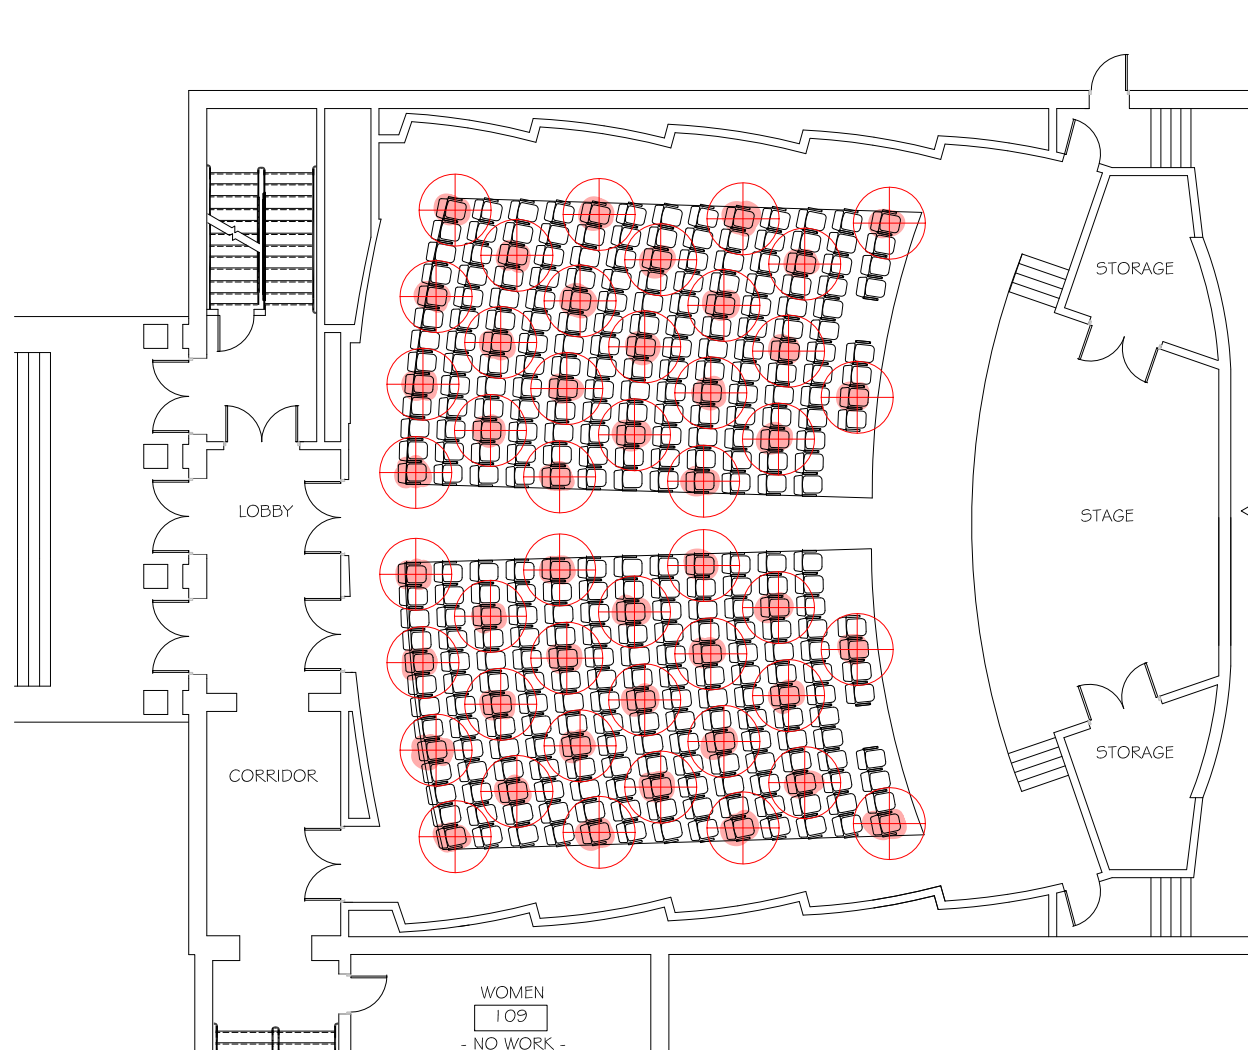 STORAGE
LOBBY
STAGE
STORAGE
CORRIDOR
WOMEN
109
- NO WORK -